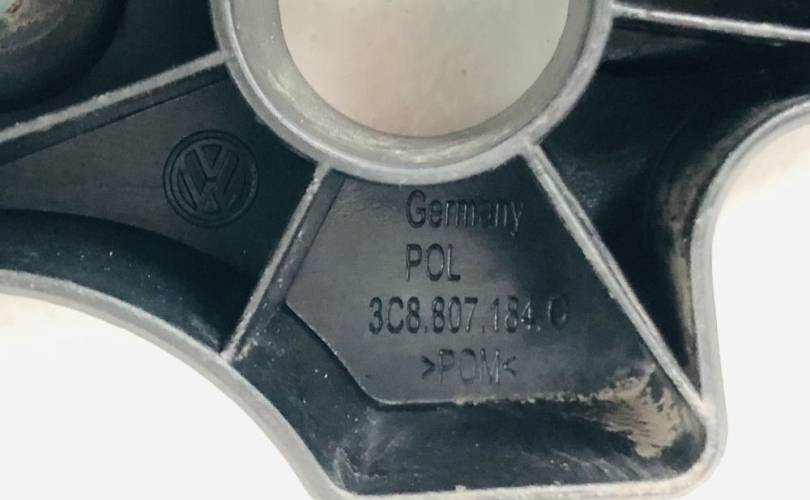 Germany
POL
3C8.807.184.C
>POM<